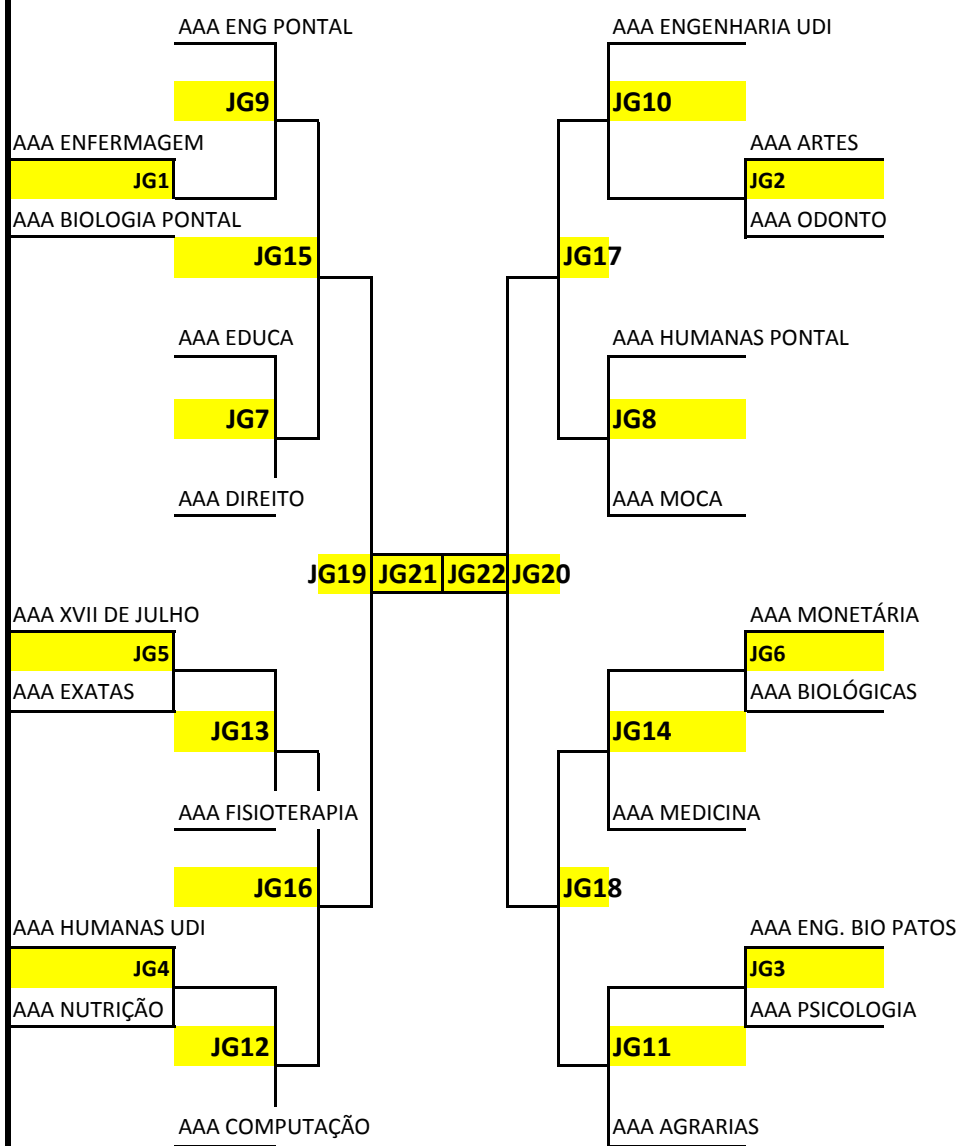 AAA ENG PONTAL AAA ENGENHARIA UDI
JG9 JG10
AAA ENFERMAGEM AAA ARTES
JG1 JG2
AAA BIOLOGIA PONTAL AAA ODONTO
JG15 JG17
AAA EDUCA AAA HUMANAS PONTAL
JG7 JG8
AAA DIREITO AAA MOCA
JG19 JG21 JG22 JG20
AAA XVII DE JULHO AAA MONETÁRIA
JG5 JG6
AAA EXATAS AAA BIOLÓGICAS
JG13 JG14
AAA FISIOTERAPIA AAA MEDICINA
JG16 JG18
AAA HUMANAS UDI AAA ENG. BIO PATOS
JG4 JG3
AAA NUTRIÇÃO AAA PSICOLOGIA
JG12 JG11
AAA COMPUTAÇÃO AAA AGRARIAS